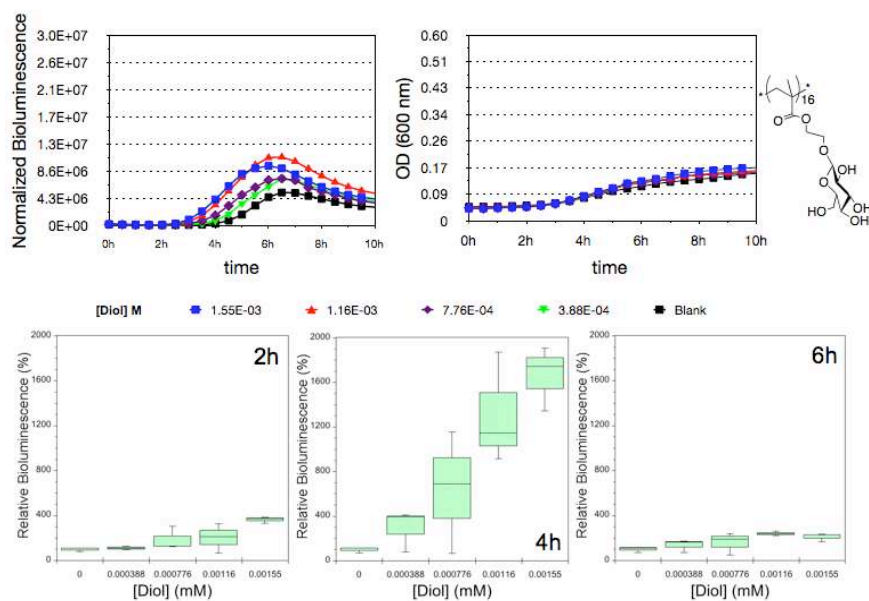 Normalized Bioluminescence
3.0E+07
2.6E+07
2.1E+07
1.7E+07
1.3E+07
8.6E+06
4.3E+06
0E+00
0h 2h 4h 6h 8h 10h
time
OD (600 nm)
0.60
0.51
0.43
0.34
0.26
0.17
0.09
0
0h 2h 4h 6h 8h 10h
time
* *
16
O O
O OH
O
HO OH
HO
[Diol] M 1.55E-03 1.16E-03 7.76E-04 3.88E-04 Blank
Relative Bioluminescence (%)
2000
1600
1200
800
400
0
2h
0 0.000388 0.000776 0.00116 0.00155
[Diol] (mM)
Relative Bioluminescence (%)
2000
1600
1200
800
400
0
4h
0 0.000388 0.000776 0.00116 0.00155
[Diol] (mM)
Relative Bioluminescence (%)
2000
1600
1200
800
400
0
6h
0 0.000388 0.000776 0.00116 0.00155
[Diol] (mM)